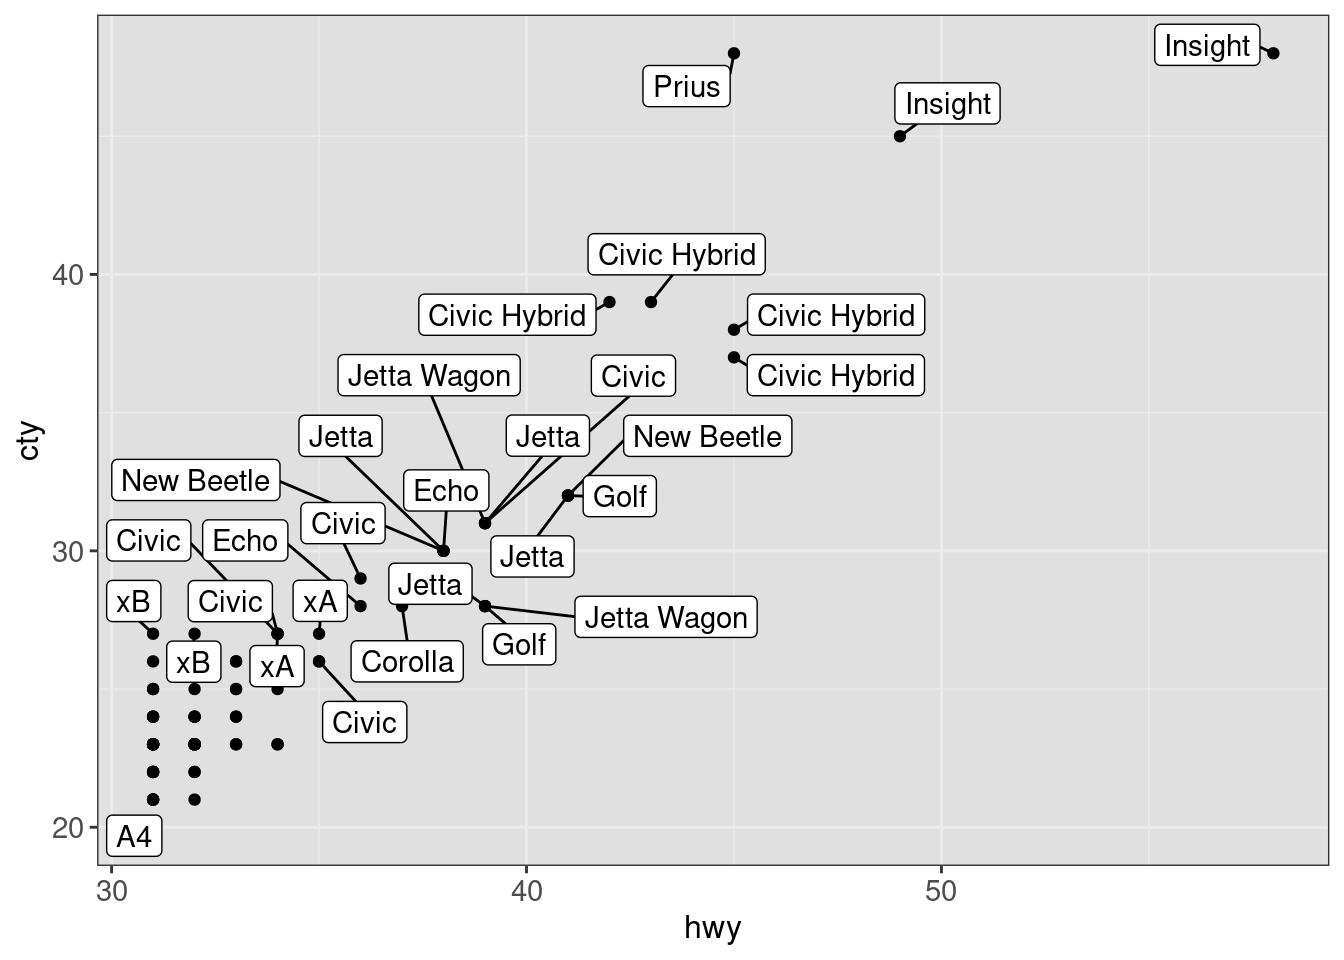 Insight
Prius
Insight
Civic Hybrid
Civic Hybrid
Civic Hybrid
Jetta Wagon
Civic
Civic Hybrid
Jetta
Jetta
New Beetle
New Beetle
Echo
Golf
Civic
Civic
Echo
Jetta
Jetta
xB
Civic
xA
Jetta Wagon
Golf
xB
xA
Corolla
Civic
A4
40
30
20
30
40
50
hwy
cty